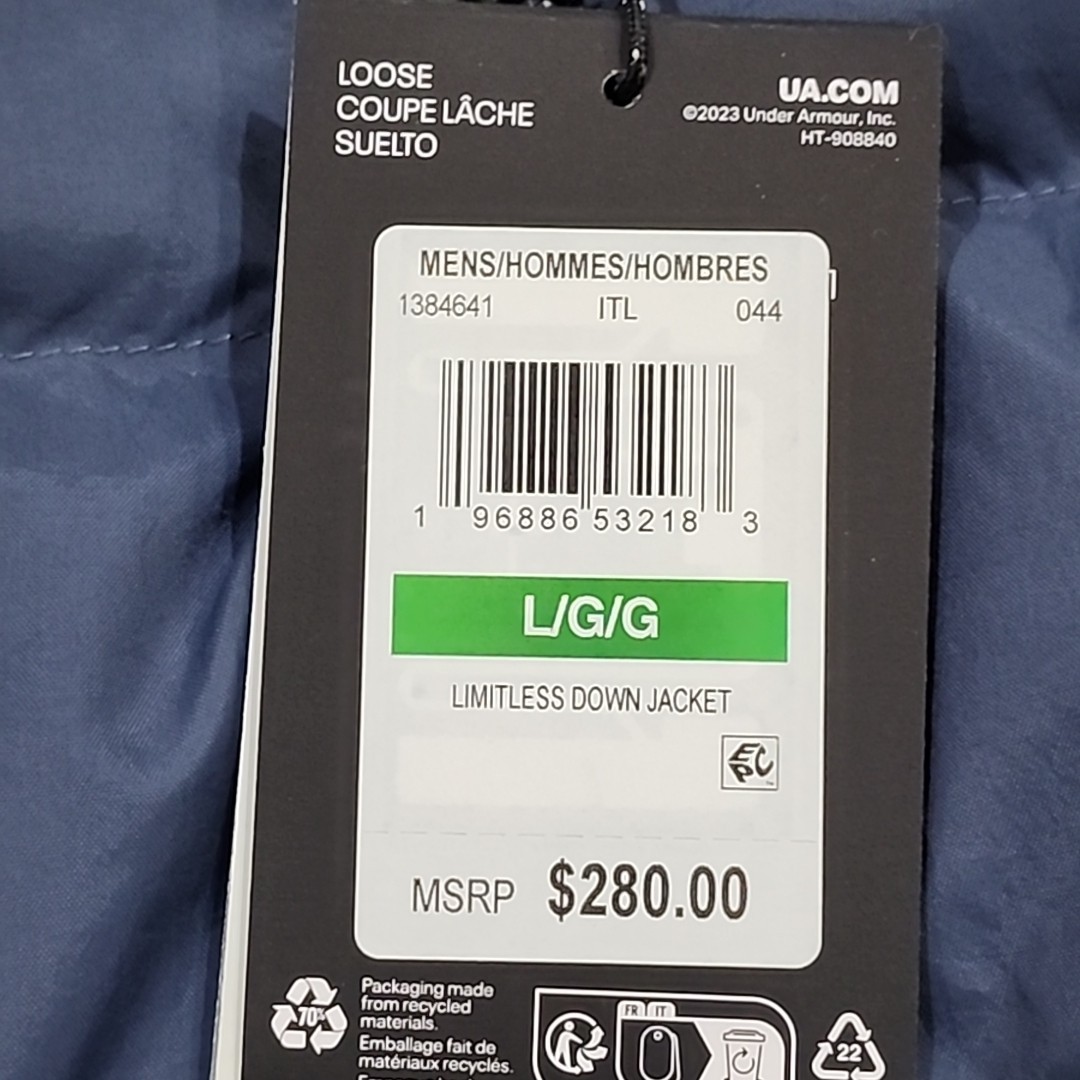 LOOSE
COUPE LÂCHE
SUELTO
UA.COM
©2023 Under Armour, Inc.
HT-908840
MENS/HOMMES/HOMBRES
1384641 ITL 044
1 96886 53218 3
L/G/G
LIMITLESS DOWN JACKET
EPC
MSRP $280.00
70%
Packaging made
from recycled
materials.
Emballage fait de
matériaux recyclés.
FR IT
22